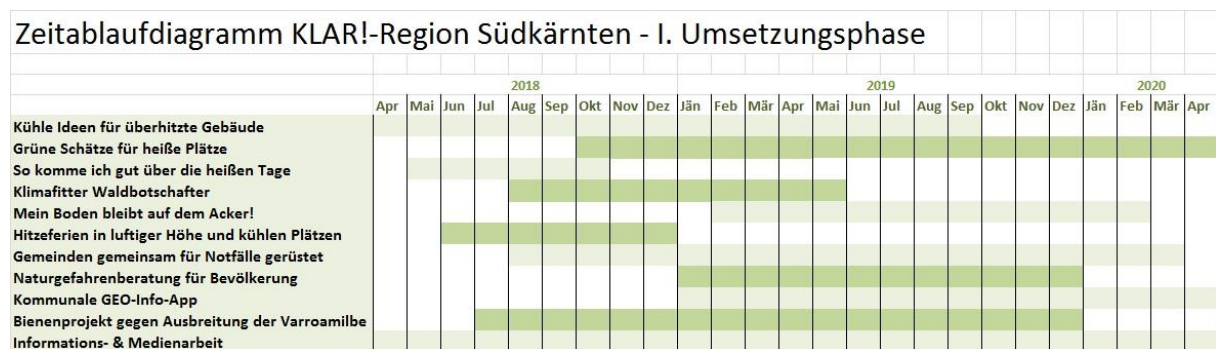 Zeitablaufdiagramm KLAR!-Region Südkärnten - I. Umsetzungsphase
2018 2019 2020
Apr Mai Jun Jul Aug Sep Okt Nov Dez Jän Feb Mär Apr Mai Jun Jul Aug Sep Okt Nov Dez Jän Feb Mär Apr
Kühle Ideen für überhitzte Gebäude
Grüne Schätze für heiße Plätze
So komme ich gut über die heißen Tage
Klimafitter Waldbotschafter
Mein Boden bleibt auf dem Acker!
Hitzeferien in luftiger Höhe und kühlen Plätzen
Gemeinden gemeinsam für Notfälle gerüstet
Naturgefahrenberatung für Bevölkerung
Kommunale GEO-Info-App
Bienenprojekt gegen Ausbreitung der Varroamilbe
Informations- & Medienarbeit